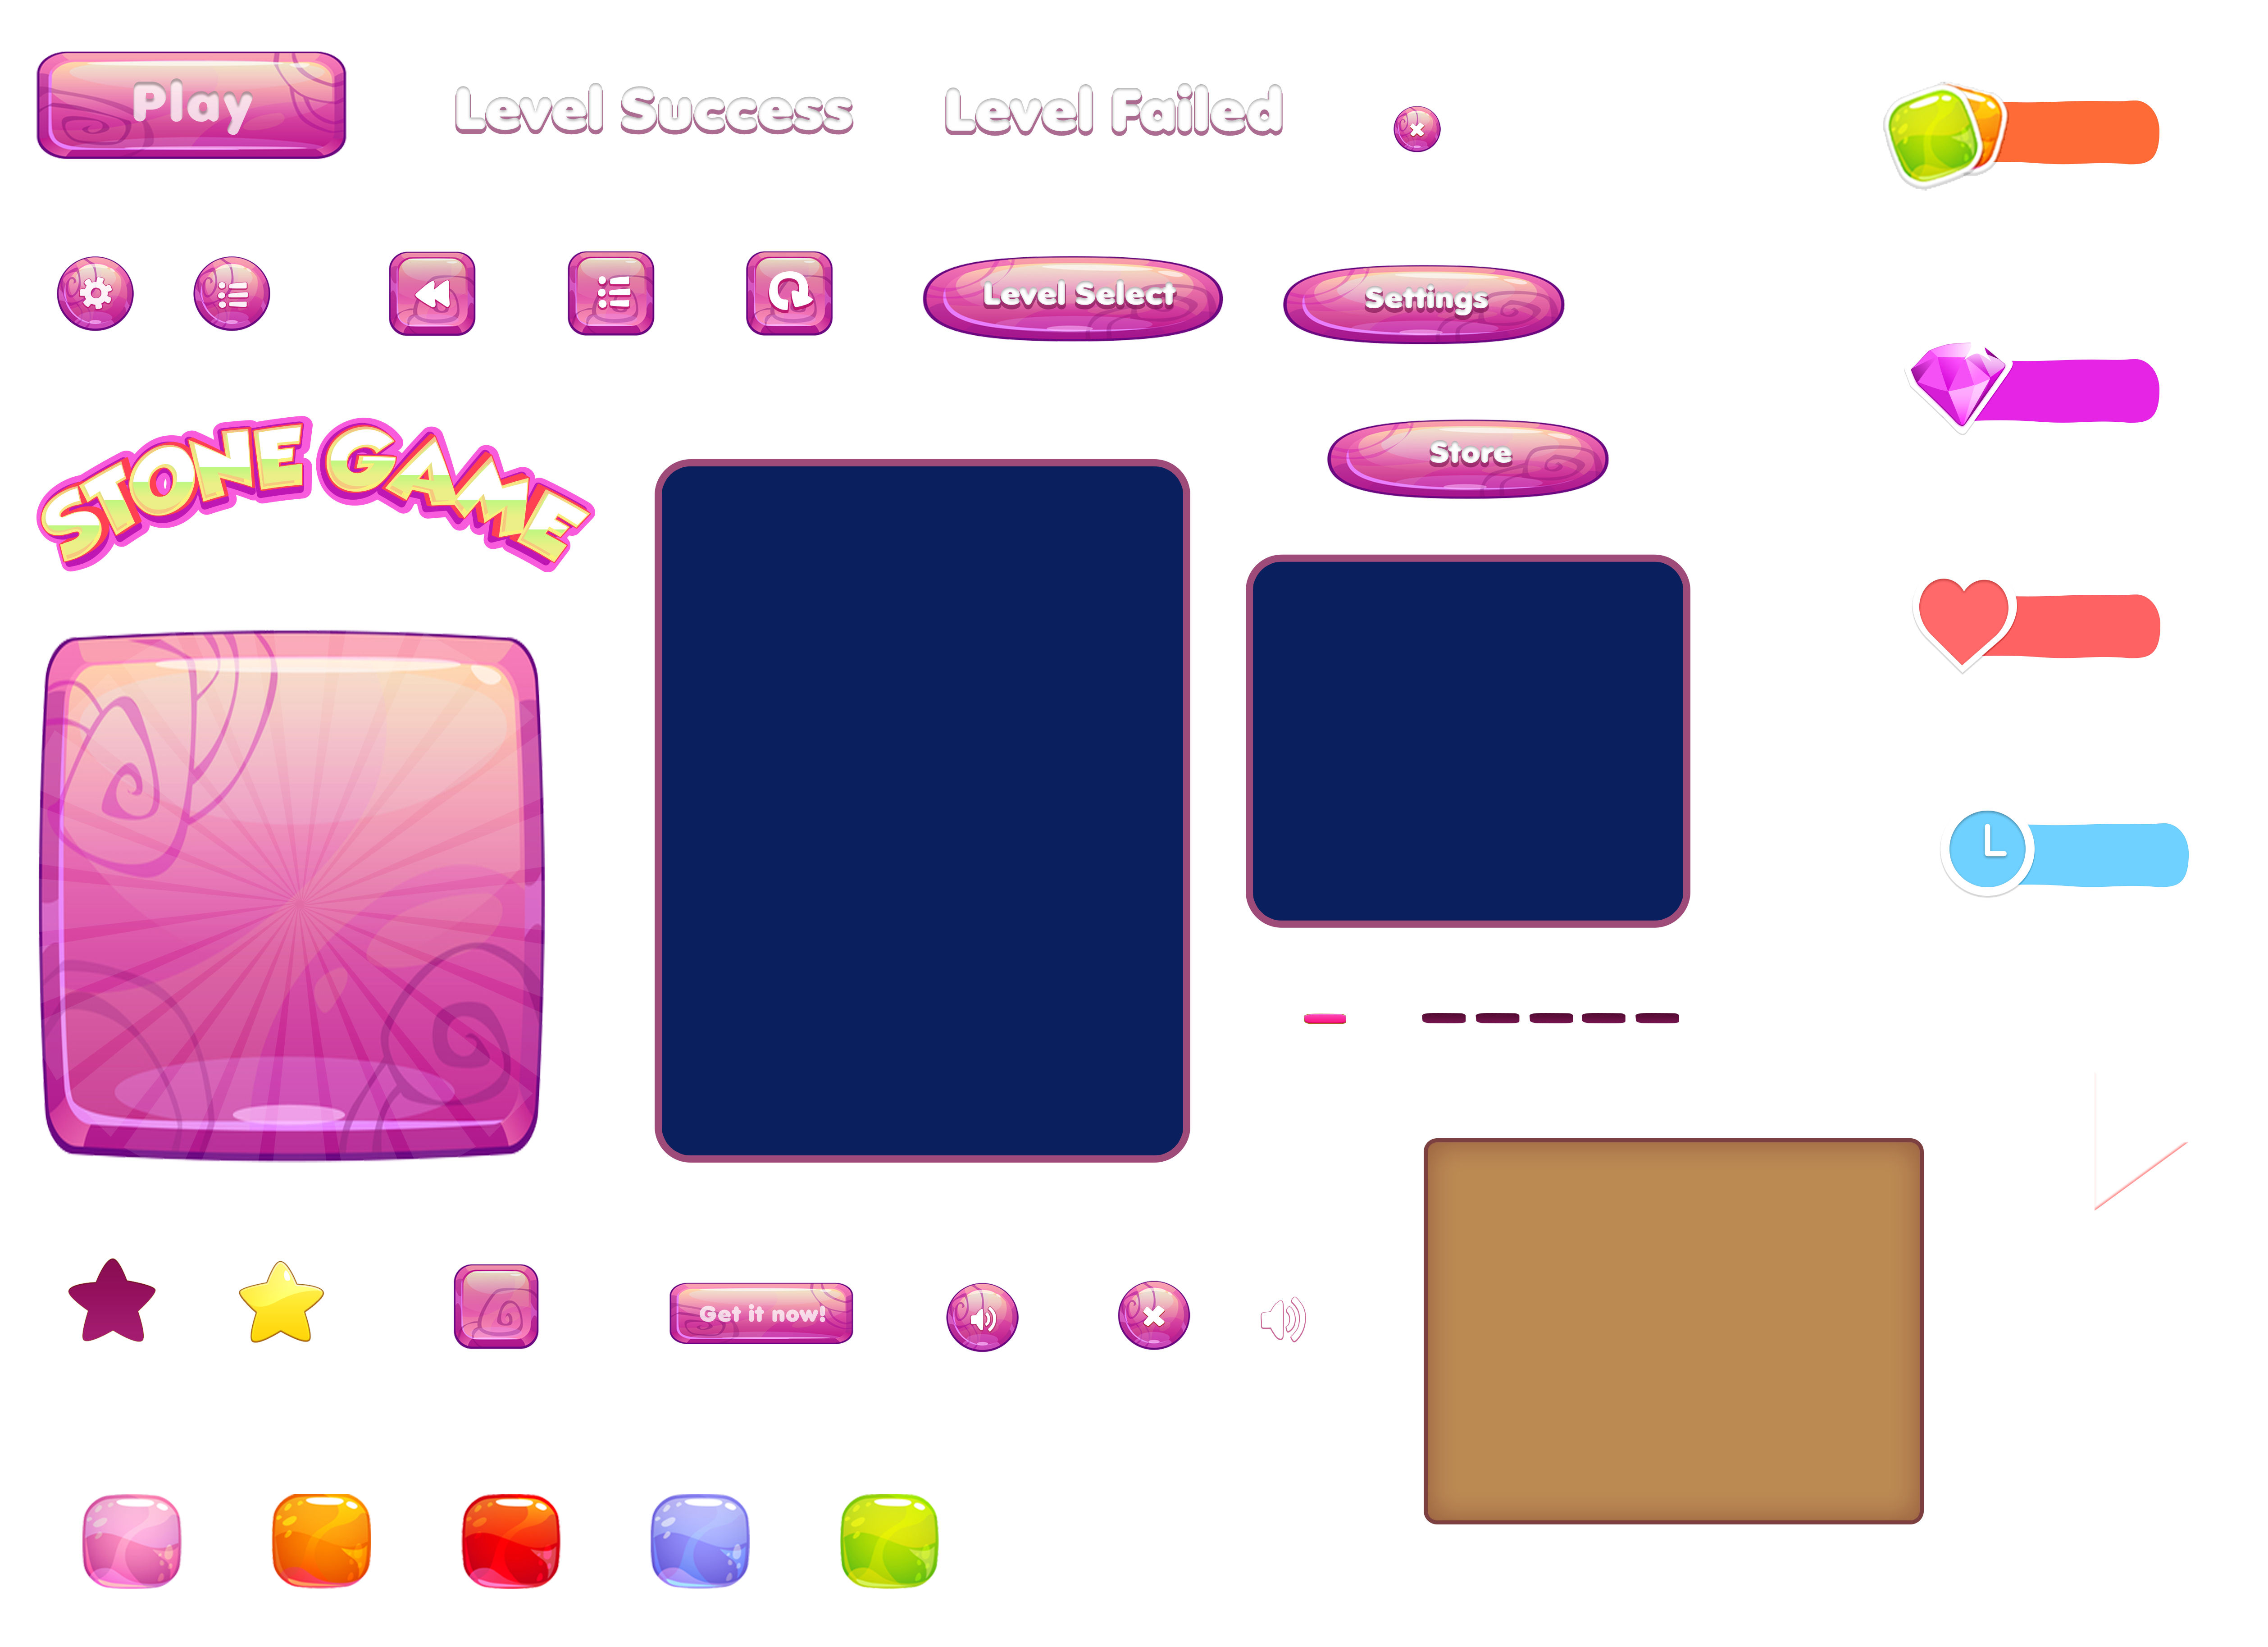 Play
Level Success
Level Failed
Level Select
Settings
STONE GAME
Store
Get it now!